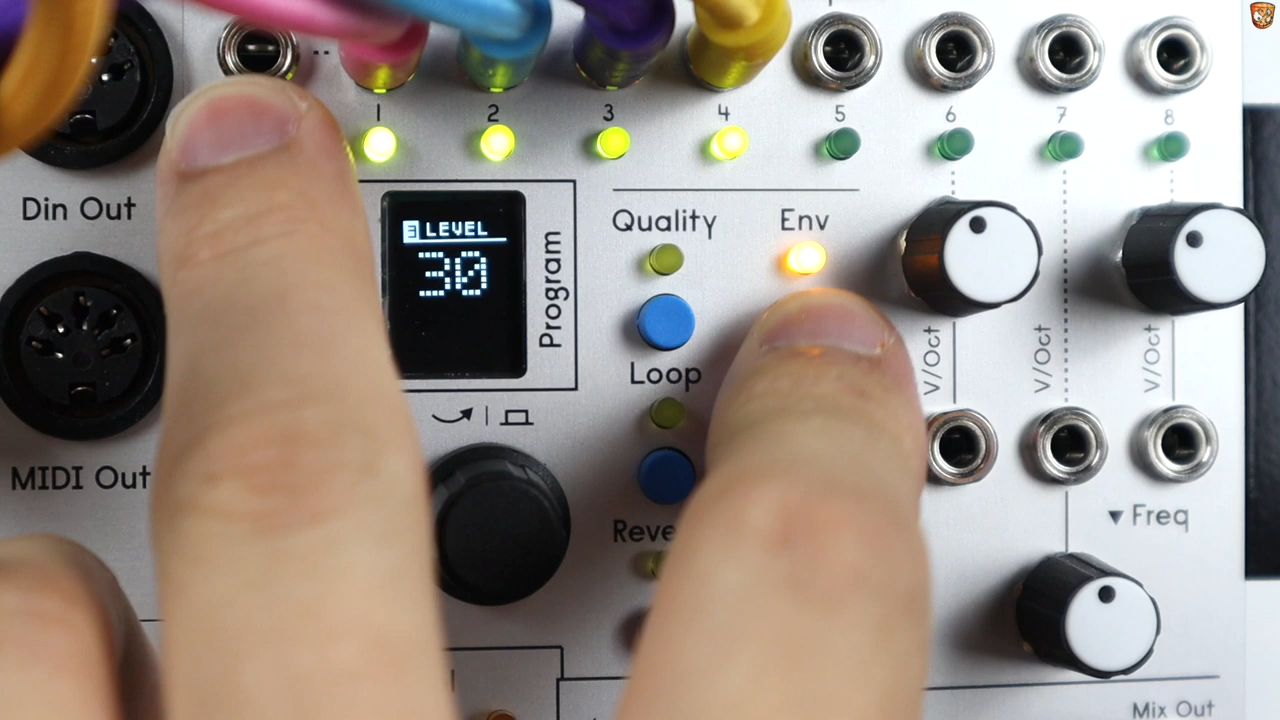 1 2 3 4 5 6 7 8
Din Out
3 LEVEL
30
Program
Quality
Env
Loop
V/Oct V/Oct V/Oct
MIDI Out
▼ Freq
Mix Out